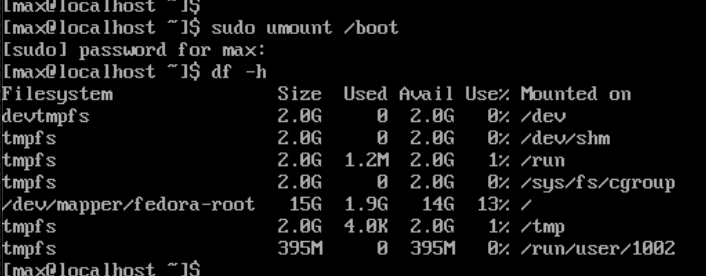 [max@localhost ~]$
[max@localhost ~]$ sudo umount /boot
[sudo] password for max:
[max@localhost ~]$ df -h
Filesystem Size Used Avail Use% Mounted on
devtmpfs 2.0G 0 2.0G 0% /dev
tmpfs 2.0G 0 2.0G 0% /dev/shm
tmpfs 2.0G 1.2M 2.0G 1% /run
tmpfs 2.0G 0 2.0G 0% /sys/fs/cgroup
/dev/mapper/fedora-root 15G 1.9G 14G 13% /
tmpfs 2.0G 4.0K 2.0G 1% /tmp
tmpfs 395M 0 395M 0% /run/user/1002
[max@localhost ~]$